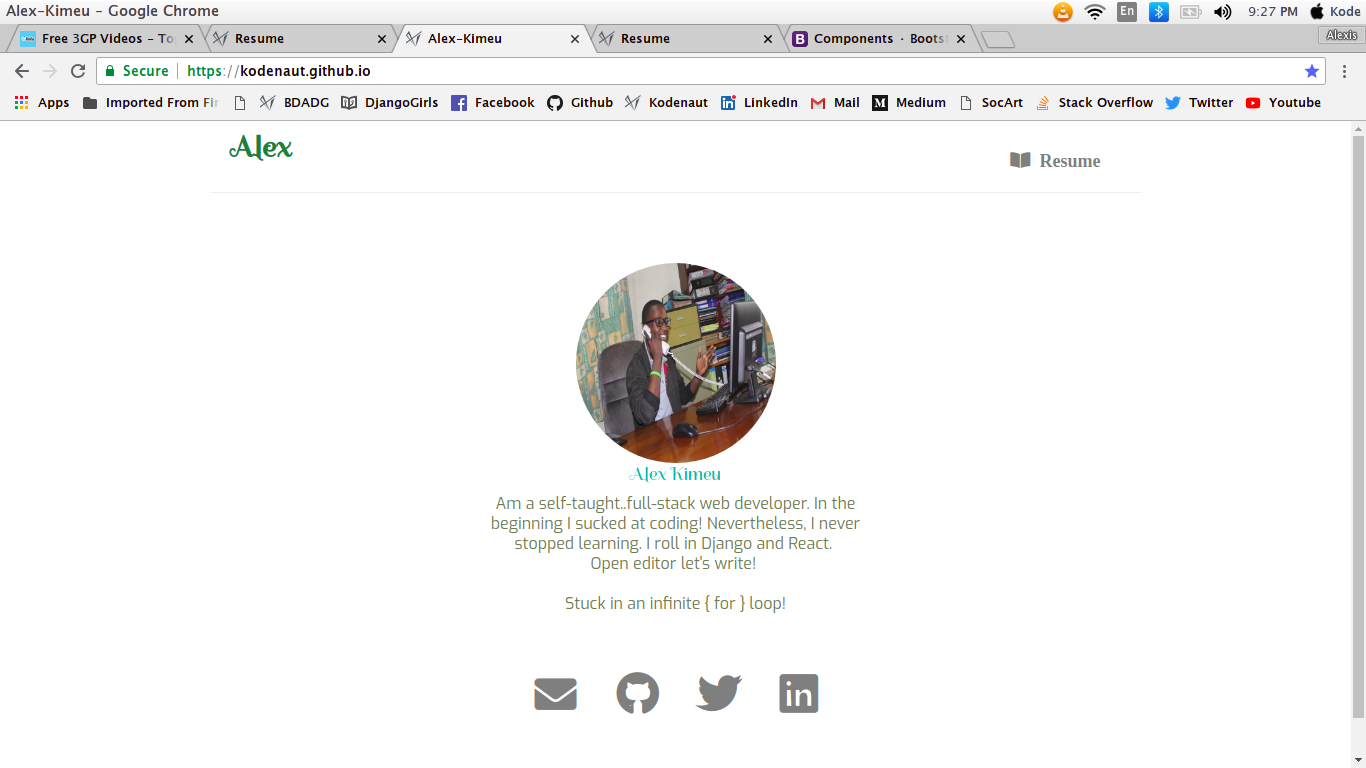 Alex-Kimeu - Google Chrome
En
9:27 PM
Kode
Free 3GP Videos - To
Resume
Alex-Kimeu
Resume
Components · Boots
Alexis
Secure
https://kodenaut.github.io
Apps
Imported From Fir
BDADG
DjangoGirls
Facebook
Github
Kodenaut
LinkedIn
Mail
Medium
SocArt
Stack Overflow
Twitter
Youtube
Alex
Resume
Alex Kimeu
Am a self-taught..full-stack web developer. In the
beginning I sucked at coding! Nevertheless, I never
stopped learning. I roll in Django and React.
Open editor let's write!
Stuck in an infinite { for } loop!